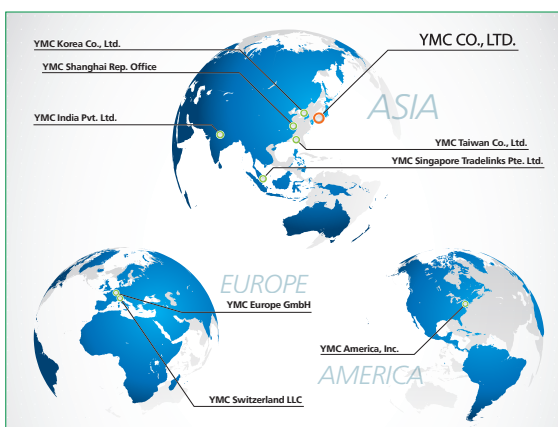 YMC Korea Co., Ltd.
YMC CO., LTD.
YMC Shanghai Rep. Office
ASIA
YMC India Pvt. Ltd.
YMC Taiwan Co., Ltd.
YMC Singapore Tradelinks Pte. Ltd.
EUROPE
YMC Europe GmbH
YMC Switzerland LLC
YMC America, Inc.
AMERICA